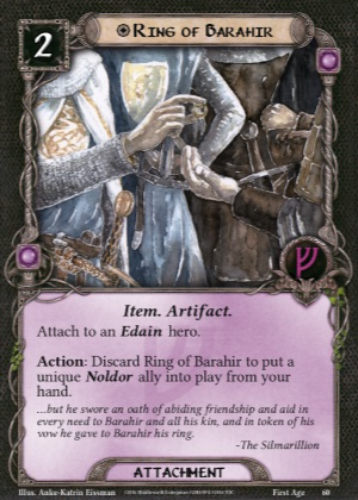 2
RING OF BARAHIR
Item. Artifact.
Attach to an Edain hero.
Action: Discard Ring of Barahir to put a
unique Noldor ally into play from your
hand.
...but he swore an oath of abiding friendship and aid in
every need to Barahir and all his kin, and in token of his
vow he gave to Barahir his ring.
-The Silmarillion
ATTACHMENT
Illus. Anke-Katrin Eissman
First Age
60